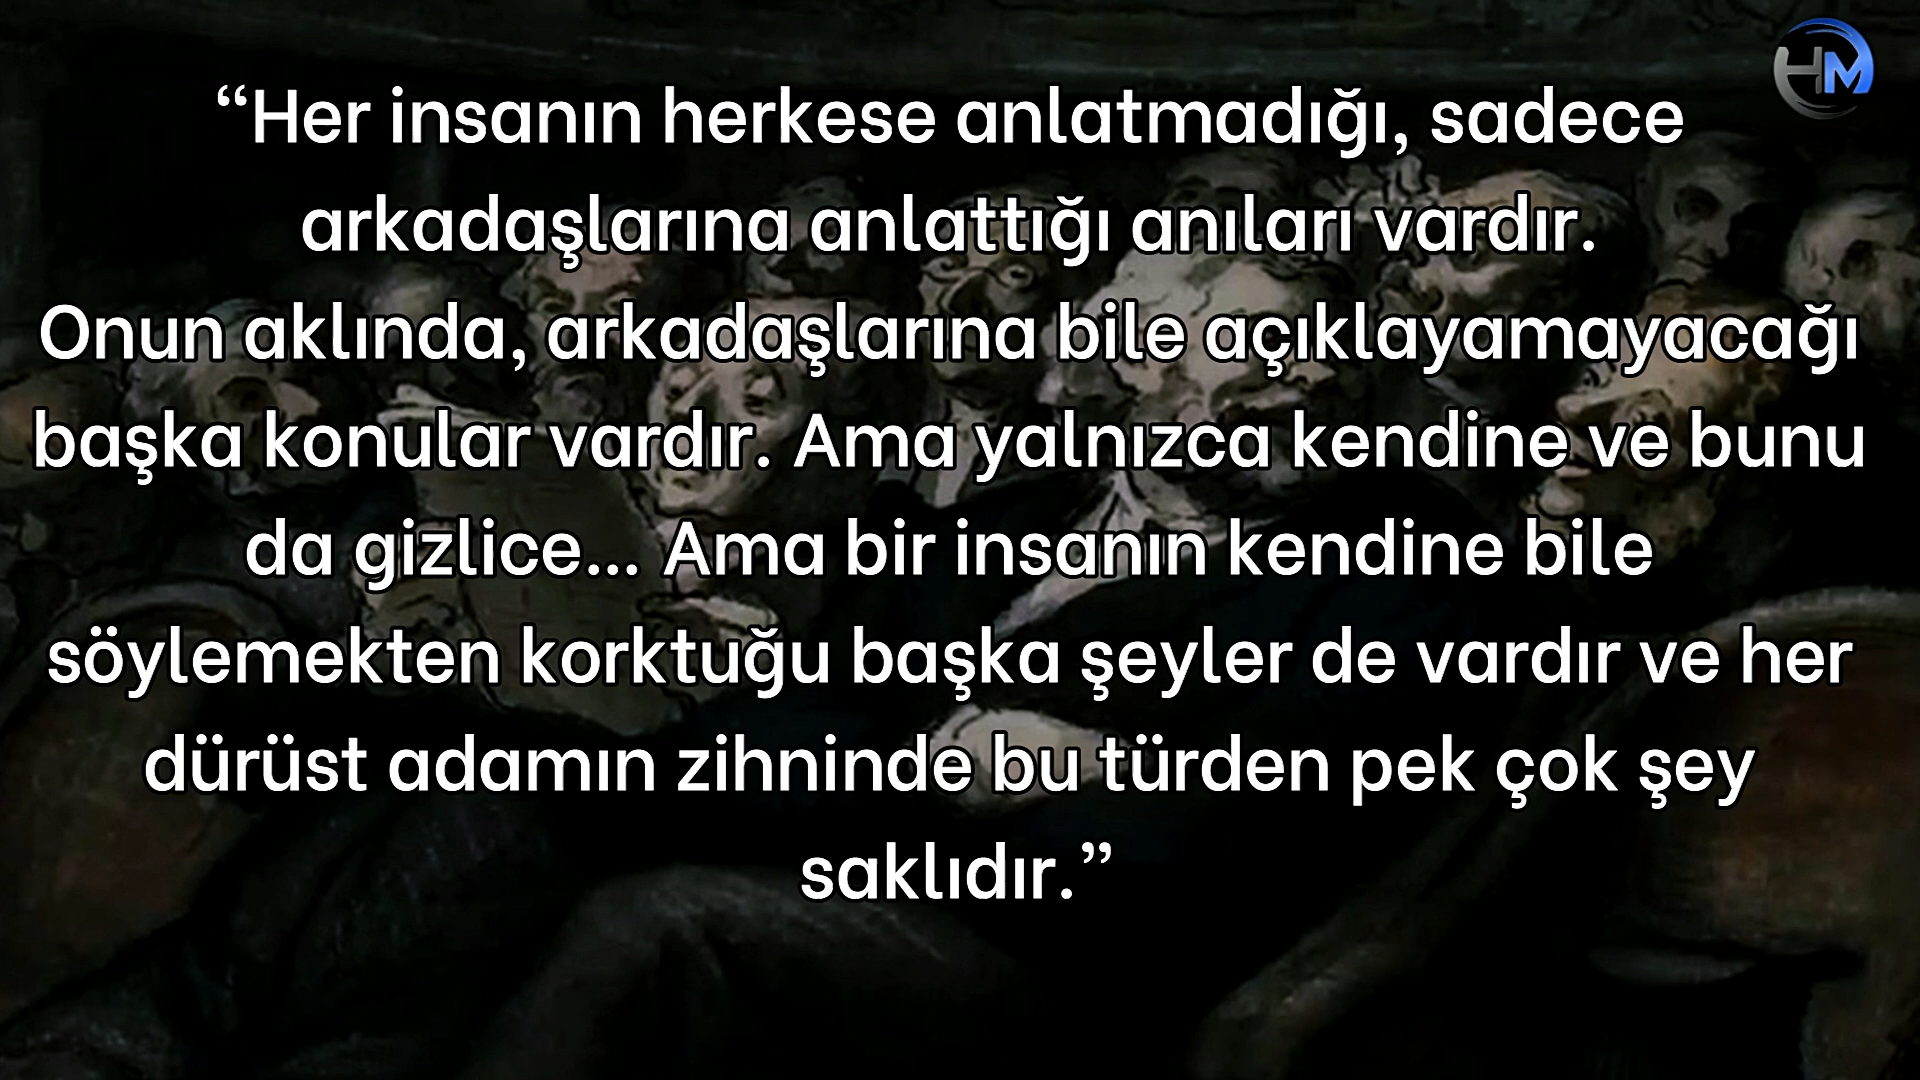 HM
“Her insanın herkese anlatmadığı, sadece
arkadaşlarına anlattığı anıları vardır.
Onun aklında, arkadaşlarına bile açıklayamayacağı
başka konular vardır. Ama yalnızca kendine ve bunu
da gizlice... Ama bir insanın kendine bile
söylemekten korktuğu başka şeyler de vardır ve her
dürüst adamın zihninde bu türden pek çok şey
saklıdır.”